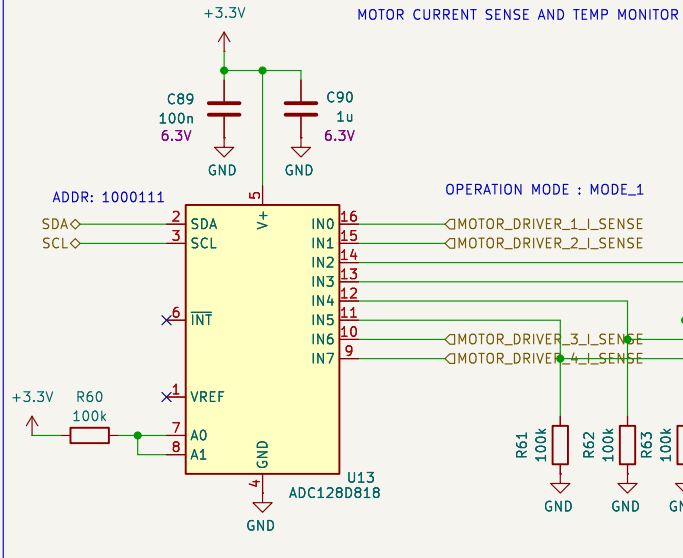 +3.3V
MOTOR CURRENT SENSE AND TEMP MONITOR
C89
100n
6.3V
C90
1u
6.3V
GND
GND
ADDR: 1000111
OPERATION MODE : MODE_1
5
V+
SDA 2 SDA
SCL 3 SCL
6 INT
1 VREF
+3.3V
R60
100k
7 A0
8 A1
IN0 16 MOTOR_DRIVER_1_I_SENSE
IN1 15 MOTOR_DRIVER_2_I_SENSE
IN2 14
IN3 13
IN4 12
IN5 11
IN6 10 MOTOR_DRIVER_3_I_SENSE
IN7 9 MOTOR_DRIVER_4_I_SENSE
GND
4
GND
U13
ADC128D818
R61
100k
R62
100k
R63
100k
GND
GND
GN